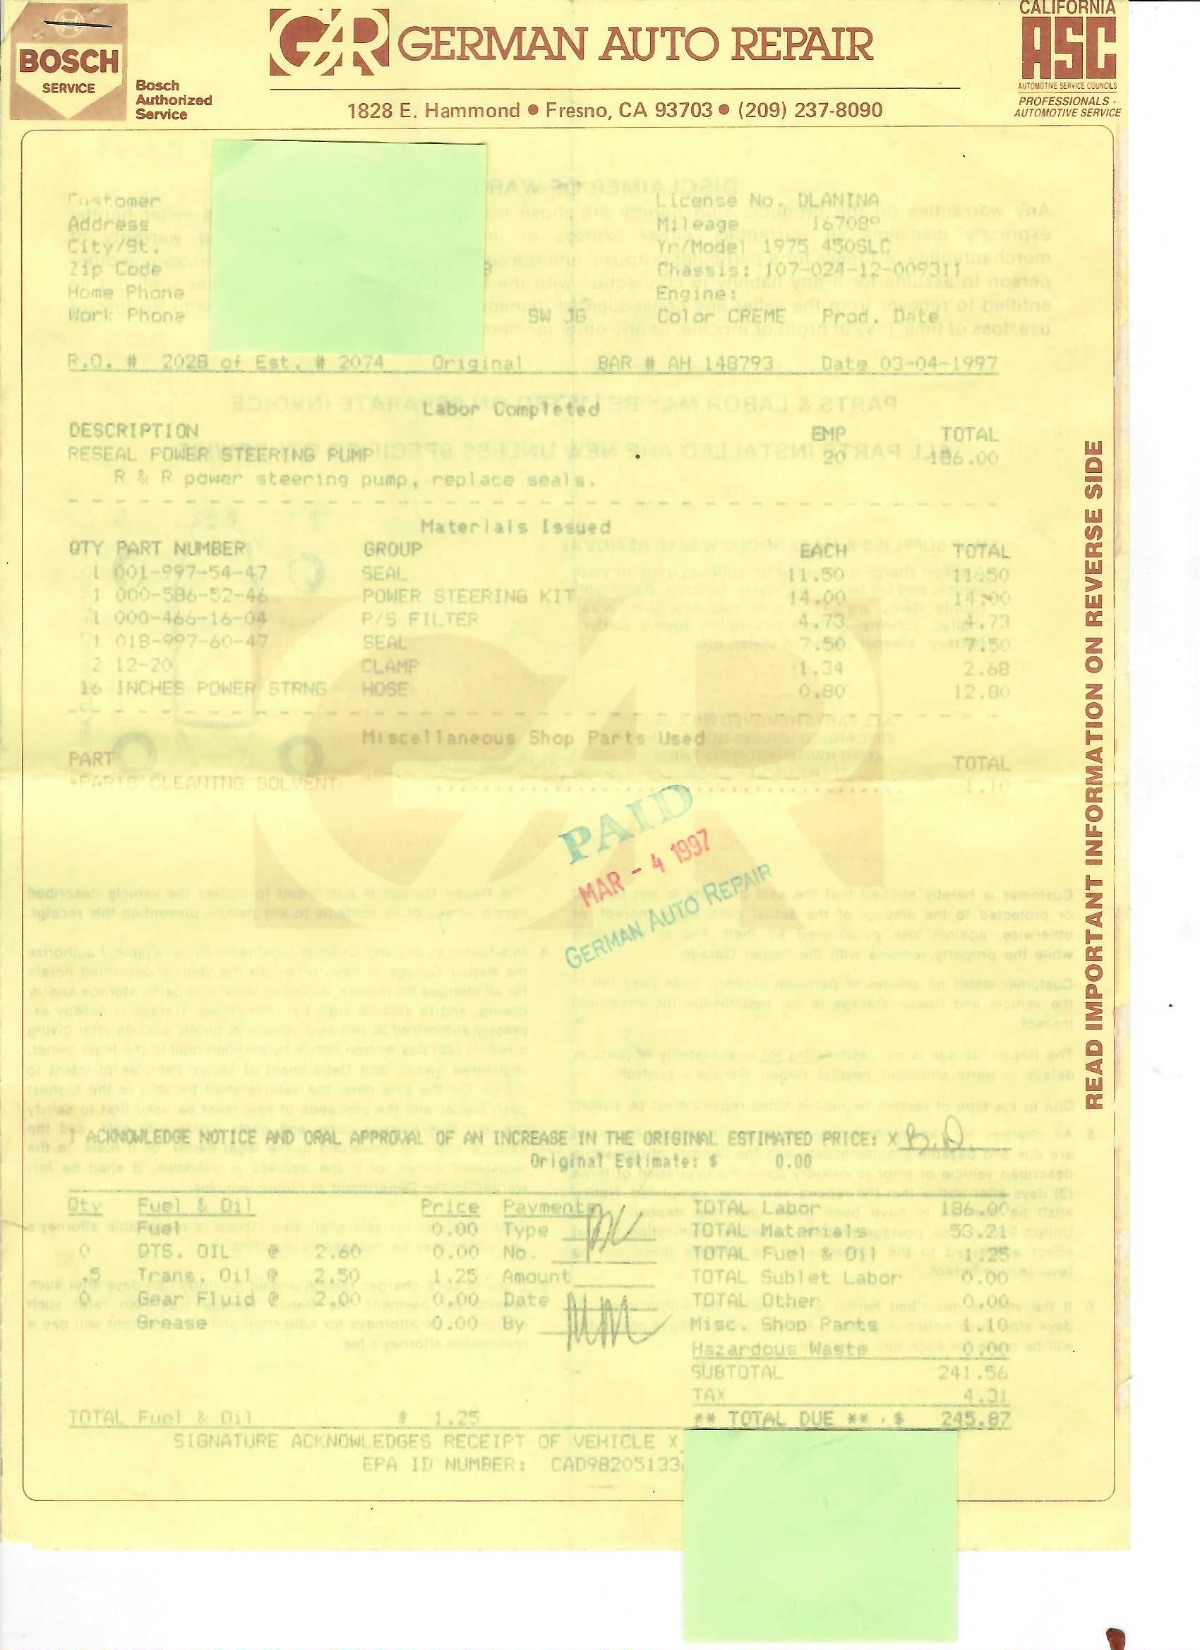 BOSCH
SERVICE
Bosch
Authorized
Service
GAR GERMAN AUTO REPAIR
1828 E. Hammond ● Fresno, CA 93703 ● (209) 237-8090
CALIFORNIA
ASC
AUTOMOTIVE SERVICE COUNCILS
PROFESSIONALS -
AUTOMOTIVE SERVICE
Customer License No. DLANINA
Address Mileage 167089
City/St. Yr/Model 1975 450SLC
Zip Code Chassis: 107-024-12-009311
Home Phone Engine:
Work Phone SW JG Color CREME Prod. Date
R.O. # 2028 of Est. # 2074 Original BAR # AH 148793 Date 03-04-1997
Labor Completed
DESCRIPTION EMP TOTAL
RESEAL POWER STEERING PUMP 20 186.00
R & R power steering pump, replace seals.
Materials Issued
QTY PART NUMBER GROUP EACH TOTAL
1 001-997-54-47 SEAL 11.50 11.50
1 000-586-52-46 POWER STEERING KIT 14.00 14.00
1 000-466-16-04 P/S FILTER 4.73 4.73
1 018-997-60-47 SEAL 7.50 7.50
2 12-20 CLAMP 1.34 2.68
16 INCHES POWER STRNG HOSE 0.80 12.80
Miscellaneous Shop Parts Used
PART TOTAL
*PARTS CLEANING SOLVENT 1.10
PAID
MAR - 4 1997
GERMAN AUTO REPAIR
READ IMPORTANT INFORMATION ON REVERSE SIDE
I ACKNOWLEDGE NOTICE AND ORAL APPROVAL OF AN INCREASE IN THE ORIGINAL ESTIMATED PRICE: X B.D.
Original Estimate: $ 0.00
Qty Fuel & Oil Price Payments TOTAL Labor 186.00
Fuel 0.00 Type TOTAL Materials 53.21
0 QTS. OIL @ 2.60 0.00 No. TOTAL Fuel & Oil 1.25
.5 Trans. Oil @ 2.50 1.25 Amount TOTAL Sublet Labor 0.00
0 Gear Fluid @ 2.00 0.00 Date TOTAL Other 0.00
Grease 0.00 By Misc. Shop Parts 1.10
Hazardous Waste 0.00
SUBTOTAL 241.56
TAX 4.31
TOTAL Fuel & Oil $ 1.25 ** TOTAL DUE ** $ 245.87
SIGNATURE ACKNOWLEDGES RECEIPT OF VEHICLE X
EPA ID NUMBER: CAD98205133